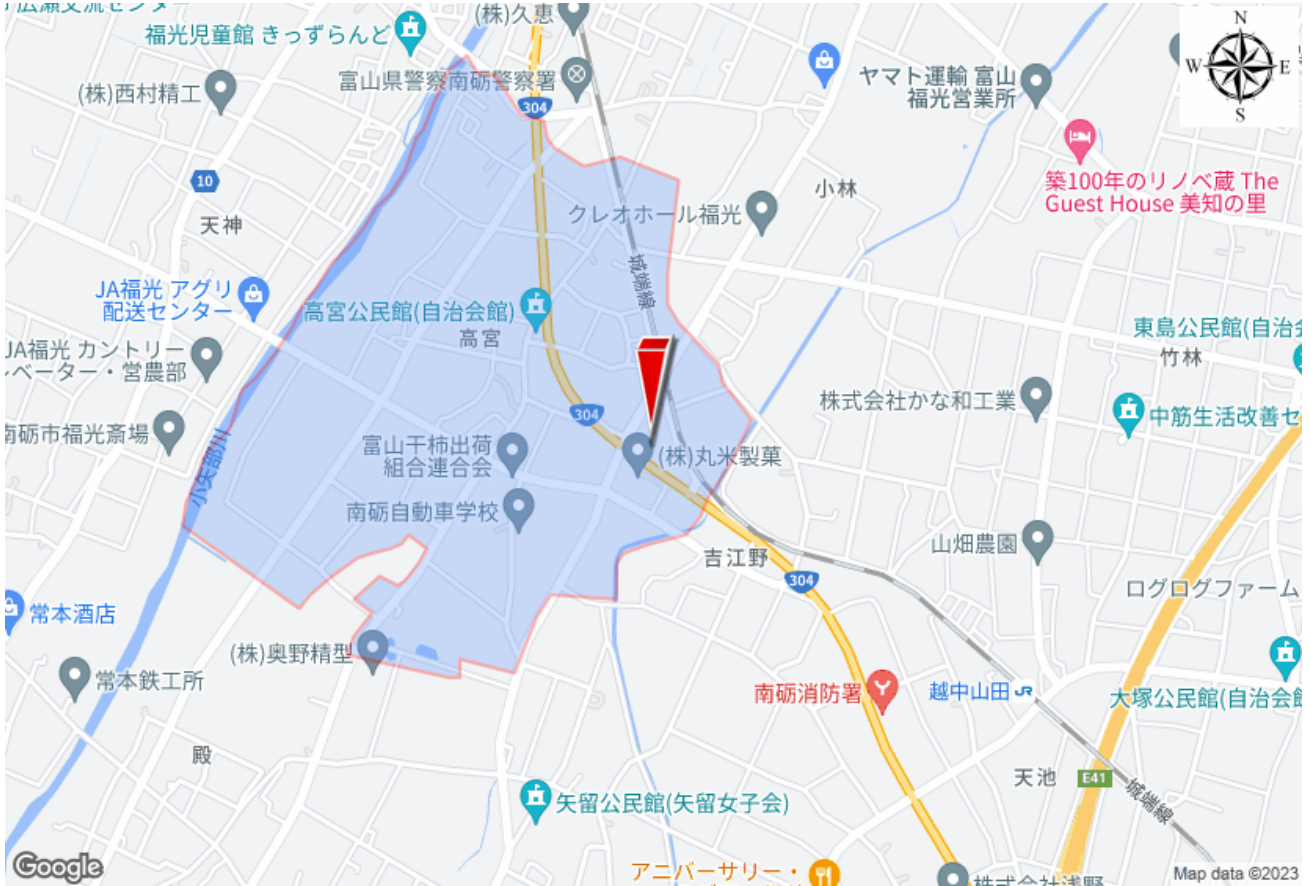 広瀬交流センター
(株)久恵
福光児童館 きっずらんど
N
W
E
S
富山県警察南砺警察署
ヤマト運輸 富山
福光営業所
(株)西村精工
304
築100年のリノベ蔵 The
Guest House 美知の里
10
小林
天神
クレオホール福光
城端線
JA福光 アグリ
配送センター
高宮公民館(自治会館)
高宮
東島公民館(自治会
竹林
JA福光 カントリー
レベーター・営農部
株式会社かな和工業
304
中筋生活改善セ
南砺市福光斎場
富山干柿出荷
組合連合会
(株)丸米製菓
小矢部川
南砺自動車学校
山畑農園
吉江野
304
ログログファーム
常本酒店
(株)奥野精型
常本鉄工所
南砺消防署
越中山田
JR
大塚公民館(自治会館
殿
天池
E41
城端線
矢留公民館(矢留女子会)
アニバーサリー・
株式会社浅野
Google
Map data ©2023